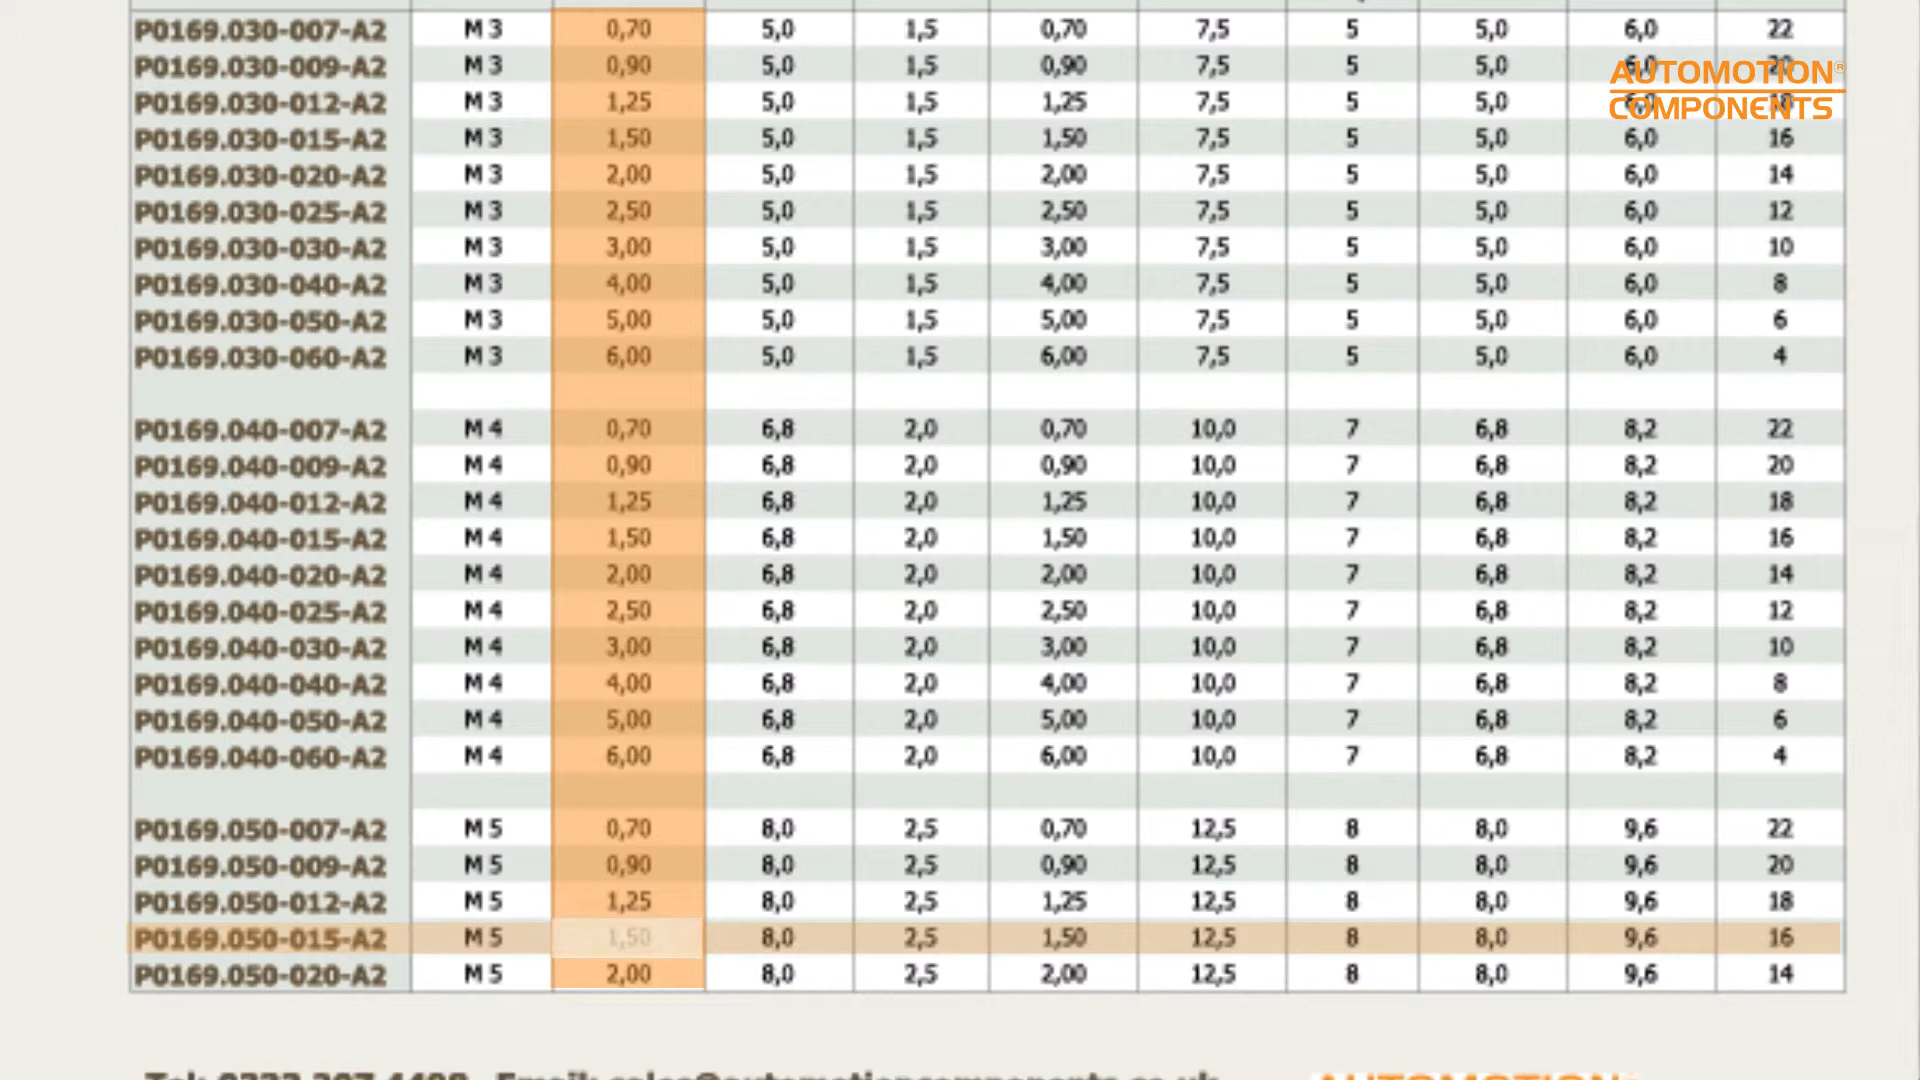 P0169.030-007-A2 M 3 0,70 5,0 1,5 0,70 7,5 5 5,0 6,0 22
P0169.030-009-A2 M 3 0,90 5,0 1,5 0,90 7,5 5 5,0 6,0 20
AUTOMOTION®
COMPONENTS
P0169.030-012-A2 M 3 1,25 5,0 1,5 1,25 7,5 5 5,0 6,0 18
P0169.030-015-A2 M 3 1,50 5,0 1,5 1,50 7,5 5 5,0 6,0 16
P0169.030-020-A2 M 3 2,00 5,0 1,5 2,00 7,5 5 5,0 6,0 14
P0169.030-025-A2 M 3 2,50 5,0 1,5 2,50 7,5 5 5,0 6,0 12
P0169.030-030-A2 M 3 3,00 5,0 1,5 3,00 7,5 5 5,0 6,0 10
P0169.030-040-A2 M 3 4,00 5,0 1,5 4,00 7,5 5 5,0 6,0 8
P0169.030-050-A2 M 3 5,00 5,0 1,5 5,00 7,5 5 5,0 6,0 6
P0169.030-060-A2 M 3 6,00 5,0 1,5 6,00 7,5 5 5,0 6,0 4
P0169.040-007-A2 M 4 0,70 6,8 2,0 0,70 10,0 7 6,8 8,2 22
P0169.040-009-A2 M 4 0,90 6,8 2,0 0,90 10,0 7 6,8 8,2 20
P0169.040-012-A2 M 4 1,25 6,8 2,0 1,25 10,0 7 6,8 8,2 18
P0169.040-015-A2 M 4 1,50 6,8 2,0 1,50 10,0 7 6,8 8,2 16
P0169.040-020-A2 M 4 2,00 6,8 2,0 2,00 10,0 7 6,8 8,2 14
P0169.040-025-A2 M 4 2,50 6,8 2,0 2,50 10,0 7 6,8 8,2 12
P0169.040-030-A2 M 4 3,00 6,8 2,0 3,00 10,0 7 6,8 8,2 10
P0169.040-040-A2 M 4 4,00 6,8 2,0 4,00 10,0 7 6,8 8,2 8
P0169.040-050-A2 M 4 5,00 6,8 2,0 5,00 10,0 7 6,8 8,2 6
P0169.040-060-A2 M 4 6,00 6,8 2,0 6,00 10,0 7 6,8 8,2 4
P0169.050-007-A2 M 5 0,70 8,0 2,5 0,70 12,5 8 8,0 9,6 22
P0169.050-009-A2 M 5 0,90 8,0 2,5 0,90 12,5 8 8,0 9,6 20
P0169.050-012-A2 M 5 1,25 8,0 2,5 1,25 12,5 8 8,0 9,6 18
P0169.050-015-A2 M 5 1,50 8,0 2,5 1,50 12,5 8 8,0 9,6 16
P0169.050-020-A2 M 5 2,00 8,0 2,5 2,00 12,5 8 8,0 9,6 14
AUTOMOTION®